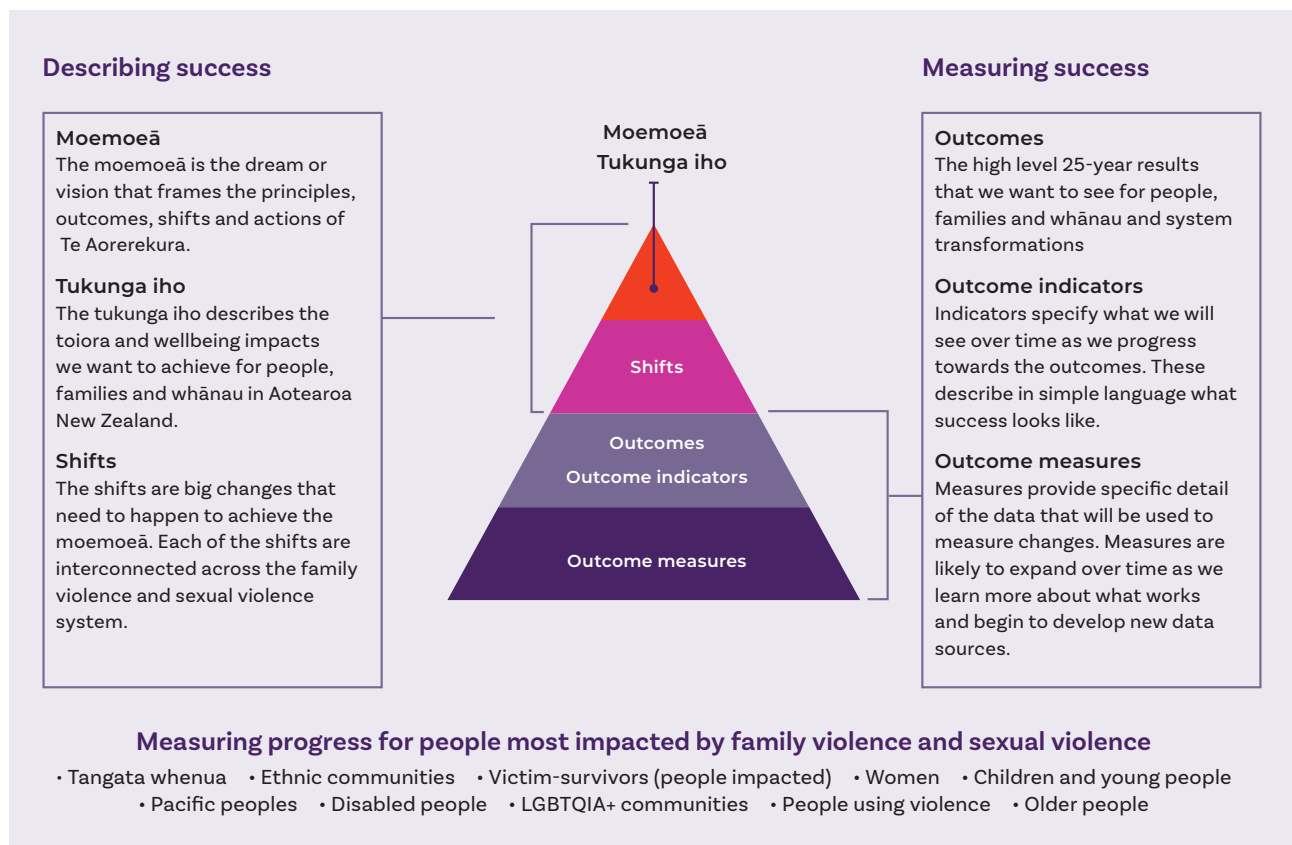 Describing success
Moemoeā
The moemoeā is the dream or
vision that frames the principles,
outcomes, shifts and actions of
Te Aorerekura.
Tukunga iho
The tukunga iho describes the
toiora and wellbeing impacts
we want to achieve for people,
families and whānau in Aotearoa
New Zealand.
Shifts
The shifts are big changes that
need to happen to achieve the
moemoeā. Each of the shifts are
interconnected across the family
violence and sexual violence
system.
Moemoeā
Tukunga iho
Shifts
Outcomes
Outcome indicators
Outcome measures
Measuring success
Outcomes
The high level 25-year results
that we want to see for people,
families and whānau and system
transformations
Outcome indicators
Indicators specify what we will
see over time as we progress
towards the outcomes. These
describe in simple language what
success looks like.
Outcome measures
Measures provide specific detail
of the data that will be used to
measure changes. Measures are
likely to expand over time as we
learn more about what works
and begin to develop new data
sources.
Measuring progress for people most impacted by family violence and sexual violence
• Tangata whenua • Ethnic communities • Victim-survivors (people impacted) • Women • Children and young people
• Pacific peoples • Disabled people • LGBTQIA+ communities • People using violence • Older people